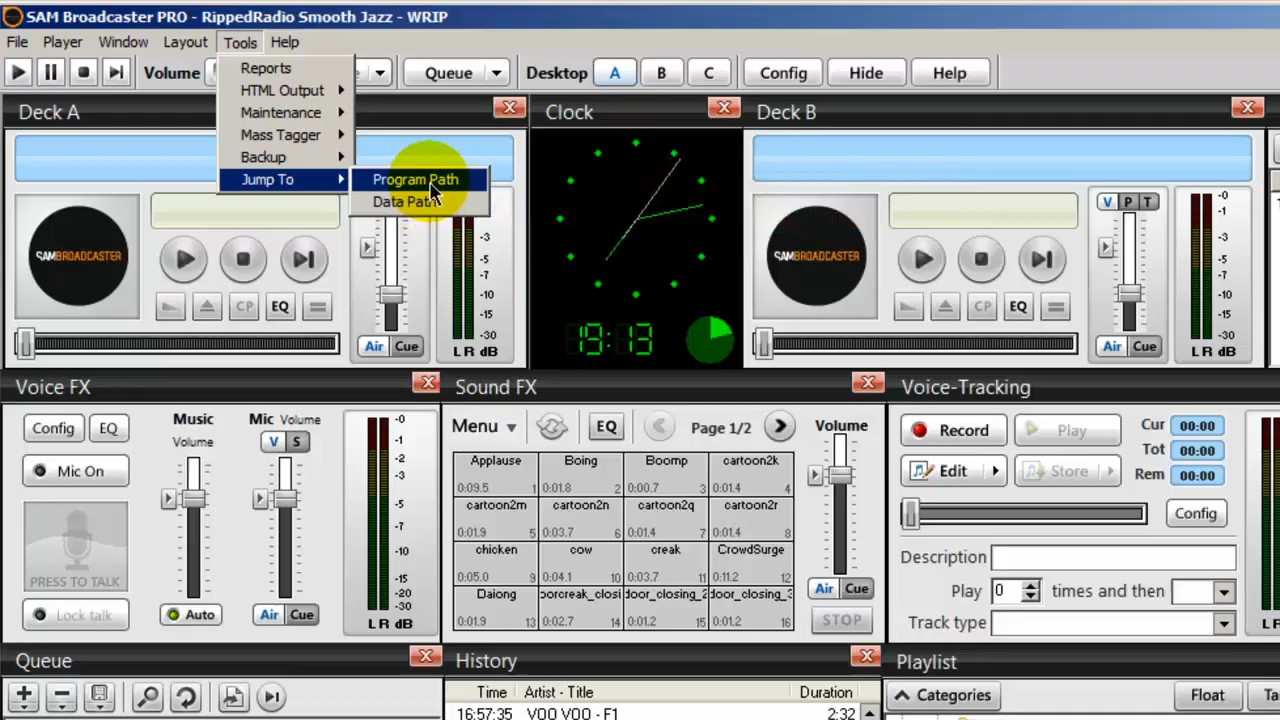 SAM Broadcaster PRO - RippedRadio Smooth Jazz - WRIP
File Player Window Layout Tools Help
Volume Queue Desktop A B C Config Hide Help
Reports
HTML Output
Maintenance
Mass Tagger
Backup
Jump To
Program Path
Data Path
Deck A
SAMBROADCASTER
CP EQ
Air Cue
-3
-5
-7
-10
-15
-30
L R dB
Clock
19:13
Deck B
SAMBROADCASTER
CP EQ
V P T
Air Cue
-0
-1
-3
-5
-7
-10
-15
-30
L R dB
Voice FX
Config EQ
Mic On
PRESS TO TALK
Lock talk
Music
Volume
Auto
Mic Volume
V S
Air Cue
-0
-1
-2
-3
-5
-7
-10
-15
-20
-30
L R dB
Sound FX
Menu EQ Page 1/2
Applause Boing Boomp cartoon2k
0:09.5 1 0:01.8 2 0:00.7 3 0:01.4 4
cartoon2m cartoon2n cartoon2q cartoon2r
0:01.9 5 0:03.7 6 0:01.4 7 0:01.4 8
chicken cow creak CrowdSurge
0:05.0 9 0:04.1 10 0:03.7 11 0:11.2 12
Daiong oorcreak_closi door_closing_2 door_closing_3
0:01.9 13 0:02.7 14 0:01.2 15 0:01.2 16
Volume
Air Cue
STOP
Voice-Tracking
Record Play
Edit Store
Cur 00:00
Tot 00:00
Rem 00:00
Config
Description
Play 0 times and then
Track type
L
Queue
History
Time Artist - Title Duration
16:57:35 VOO VOO - F1 2:32
Playlist
Categories Float Ta